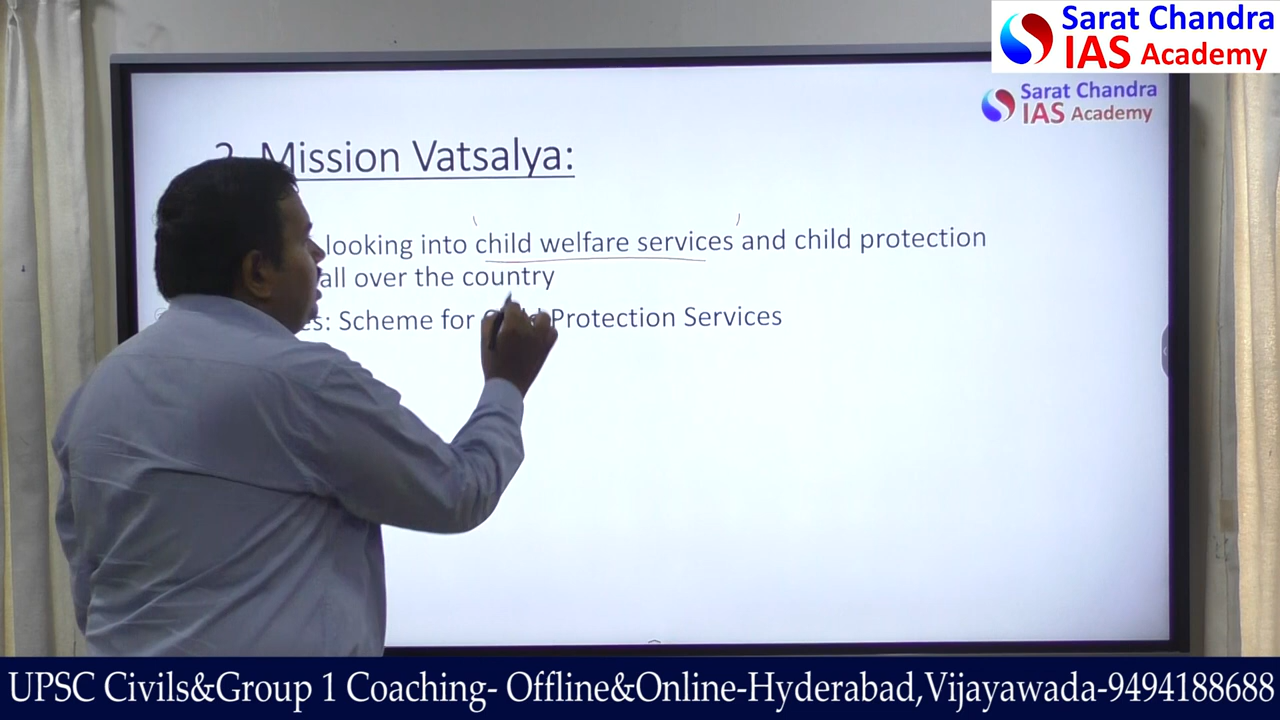 Sarat Chandra
IAS Academy
Sarat Chandra
IAS Academy
Mission Vatsalya:
looking into child welfare services and child protection
all over the country
Scheme for Protection Services
UPSC Civils&Group 1 Coaching- Offline&Online-Hyderabad,Vijayawada-9494188688